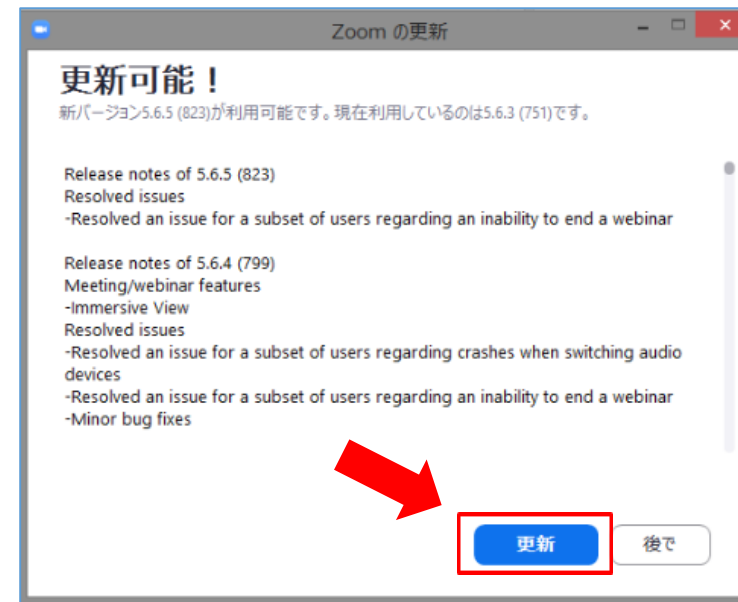 Zoom の更新
更新可能！
新バージョン5.6.5 (823)が利用可能です。現在利用しているのは5.6.3 (751)です。
Release notes of 5.6.5 (823)
Resolved issues
-Resolved an issue for a subset of users regarding an inability to end a webinar
Release notes of 5.6.4 (799)
Meeting/webinar features
-Immersive View
Resolved issues
-Resolved an issue for a subset of users regarding crashes when switching audio
devices
-Resolved an issue for a subset of users regarding an inability to end a webinar
-Minor bug fixes
更新
後で